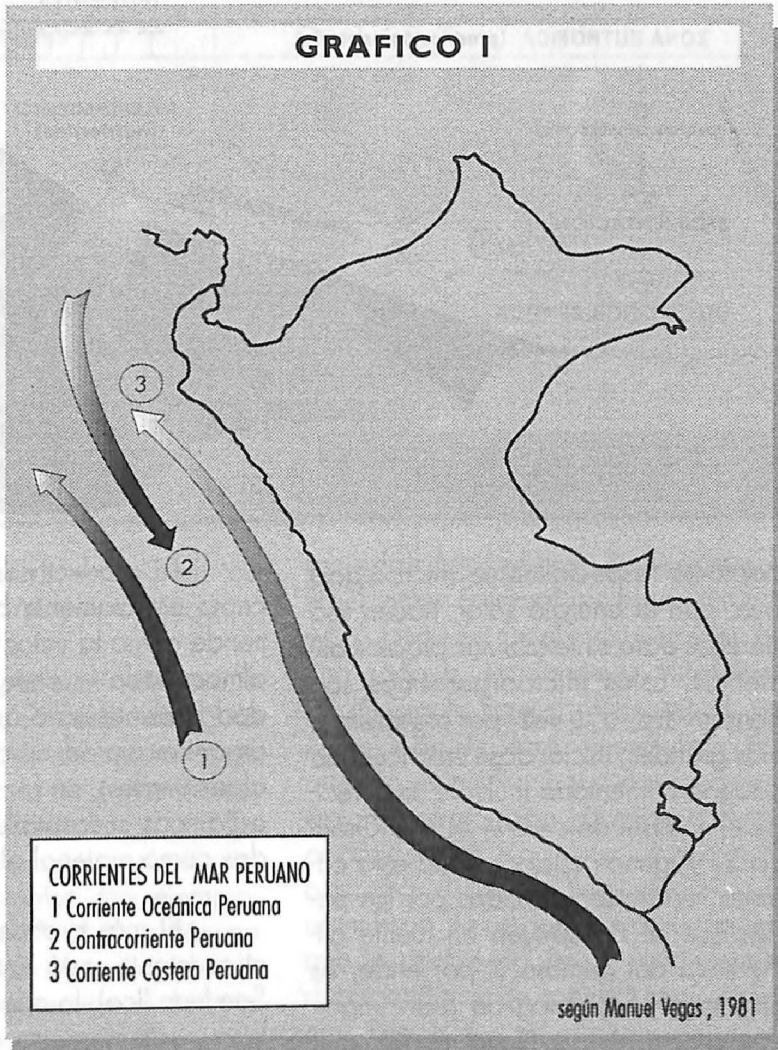 GRAFICO I
3
2
1
CORRIENTES DEL MAR PERUANO
1 Corriente Oceánica Peruana
2 Contracorriente Peruana
3 Corriente Costera Peruana
según Manuel Vegas , 1981